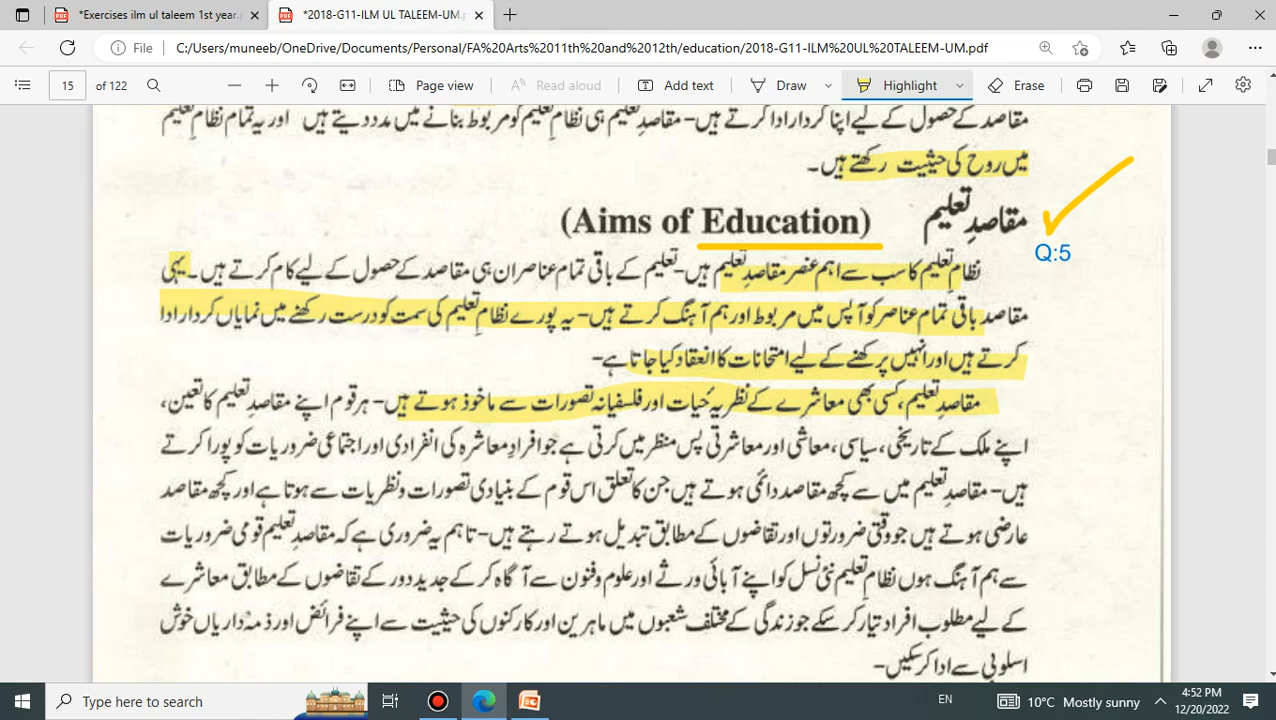 *Exercises ilm ul taleem 1st year.p
*2018-G11-ILM UL TALEEM-UM.p
File
C:/Users/muneeb/OneDrive/Documents/Personal/FA%20Arts%2011th%20and%2012th/education/2018-G11-ILM%20UL%20TALEEM-UM.pdf
15 of 122
Page view
Read aloud
Add text
Draw
Highlight
Erase
مقاصد کے حصول کے لیے اپنا کردار ادا کرتے ہیں۔ مقاصدِ تعلیم ہی نظامِ تعلیم کو مربوط بنانے میں مدد دیتے ہیں اور یہ تمام نظامِ تعلیم
میں روح کی حیثیت رکھتے ہیں۔
مقاصدِ تعلیم (Aims of Education)
Q:5
نظامِ تعلیم کا سب سے اہم عنصر مقاصدِ تعلیم ہیں۔ تعلیم کے باقی تمام عناصر ان ہی مقاصد کے حصول کے لیے کام کرتے ہیں۔ یہی
مقاصد باقی تمام عناصر کو آپس میں مربوط اور ہم آہنگ کرتے ہیں۔ یہ پورے نظامِ تعلیم کی سمت کو درست رکھنے میں نمایاں کردار ادا
کرتے ہیں اور انہیں پرکھنے کے لیے امتحانات کا انعقاد کیا جاتا ہے۔
مقاصدِ تعلیم، کسی بھی معاشرے کے نظریہ حیات اور فلسفیانہ تصورات سے ماخوذ ہوتے ہیں۔ ہر قوم اپنے مقاصدِ تعلیم کا تعین،
اپنے ملک کے تاریخی، سیاسی، معاشی اور معاشرتی پس منظر میں کرتی ہے جو افرادِ معاشرہ کی انفرادی اور اجتماعی ضروریات کو پورا کرتے
ہیں۔ مقاصدِ تعلیم میں سے کچھ مقاصد دائمی ہوتے ہیں جن کا تعلق اس قوم کے بنیادی تصورات و نظریات سے ہوتا ہے اور کچھ مقاصد
عارضی ہوتے ہیں جو وقتی ضرورتوں اور تقاضوں کے مطابق تبدیل ہوتے رہتے ہیں۔ تاہم یہ ضروری ہے کہ مقاصدِ تعلیم قومی ضروریات
سے ہم آہنگ ہوں نظامِ تعلیم نئی نسل کو اپنے آبائی ورثے اور علوم و فنون سے آگاہ کر کے جدید دور کے تقاضوں کے مطابق معاشرے
کے لیے مطلوب افراد تیار کر سکے جو زندگی کے مختلف شعبوں میں ماہرین اور کارکنوں کی حیثیت سے اپنے فرائض اور ذمہ داریاں خوش
اسلوبی سے ادا کر سکیں۔
Type here to search
EN
10°C Mostly sunny
4:52 PM
12/20/2022